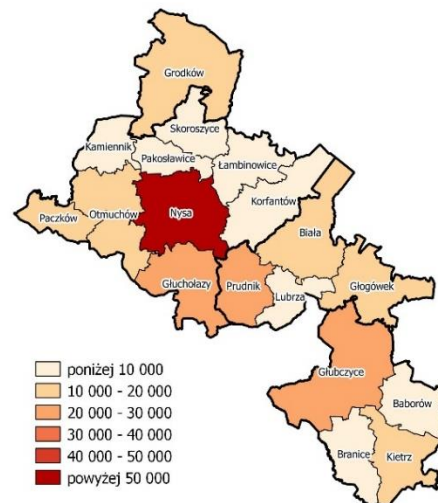 Grodków
Skoroszyce
Kamiennik
Pakosławice
Łambinowice
Korfantów
Paczków
Otmuchów
Nysa
Biała
Głuchołazy
Prudnik
Lubrza
Głogówek
Głubczyce
Baborów
Branice
Kietrz
poniżej 10 000
10 000 - 20 000
20 000 - 30 000
30 000 - 40 000
40 000 - 50 000
powyżej 50 000